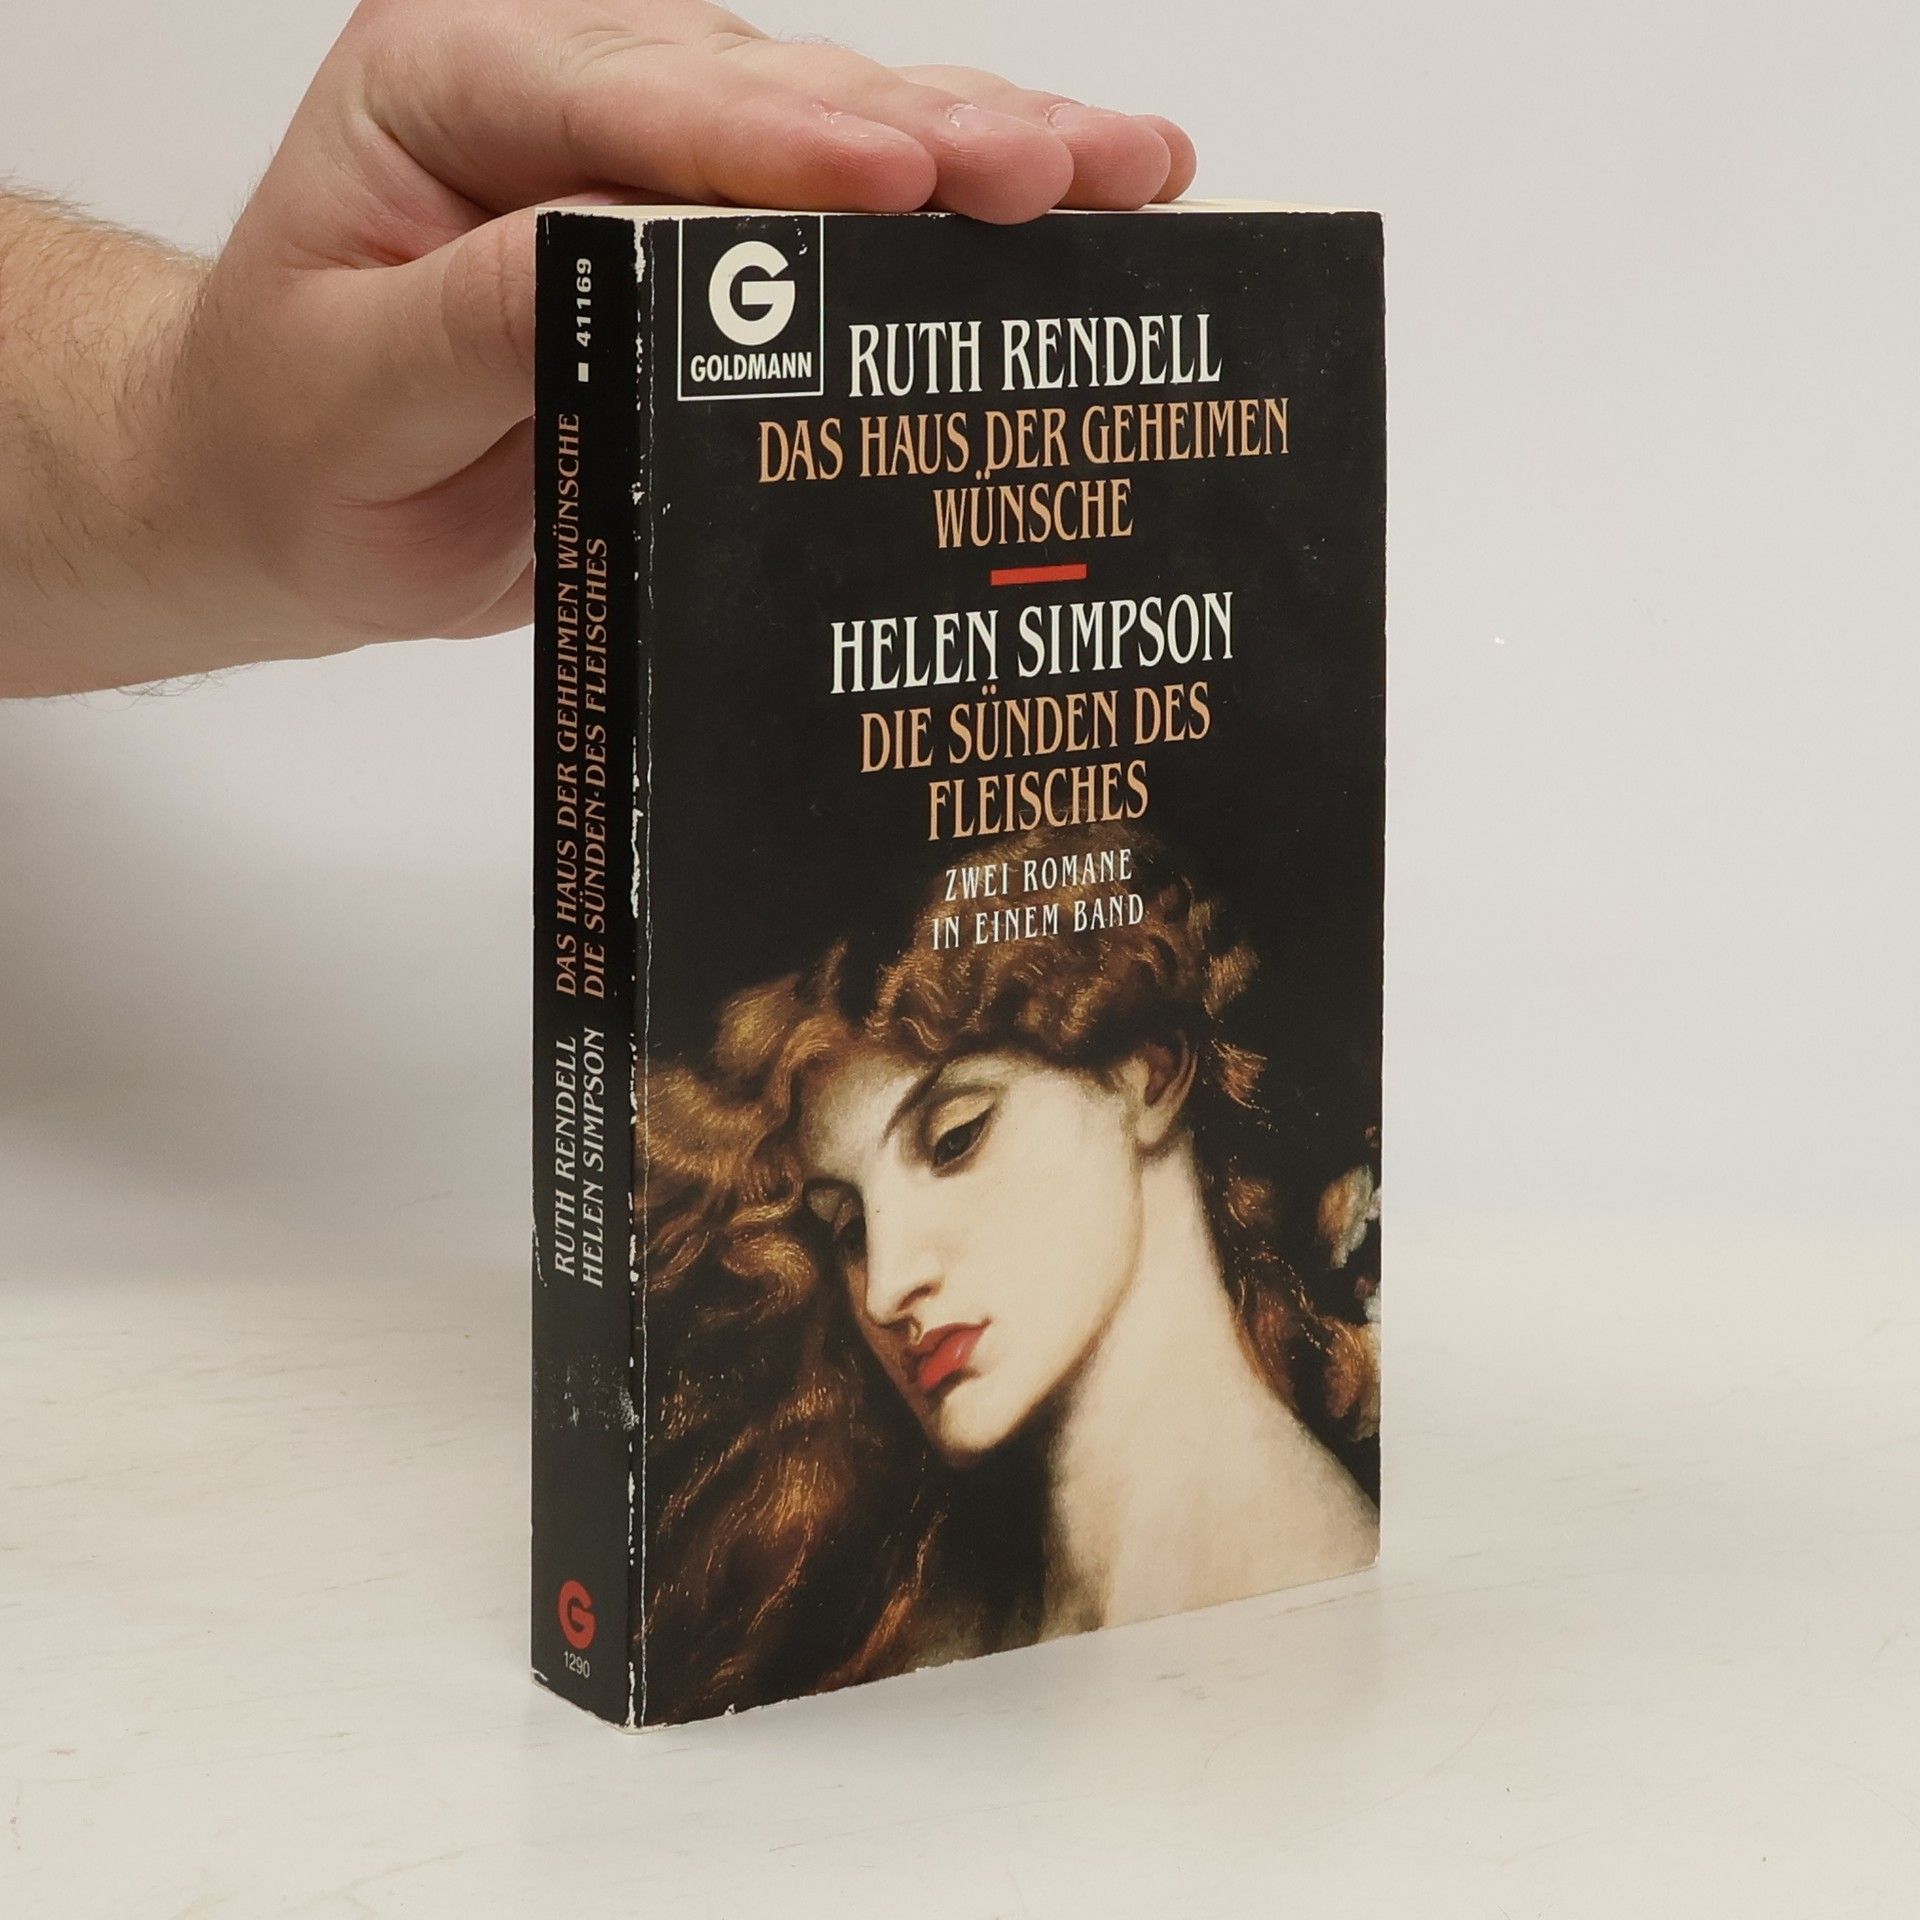 G
GOLDMANN
RUTH RENDELL
DAS HAUS DER GEHEIMEN
WÜNSCHE
HELEN SIMPSON
DIE SÜNDEN DES
FLEISCHES
ZWEI ROMANE
IN EINEM BAND
RUTH RENDELL DAS HAUS DER GEHEIMEN WÜNSCHE ■ 41169
HELEN SIMPSON DIE SÜNDEN·DES FLEISCHES
G
1290